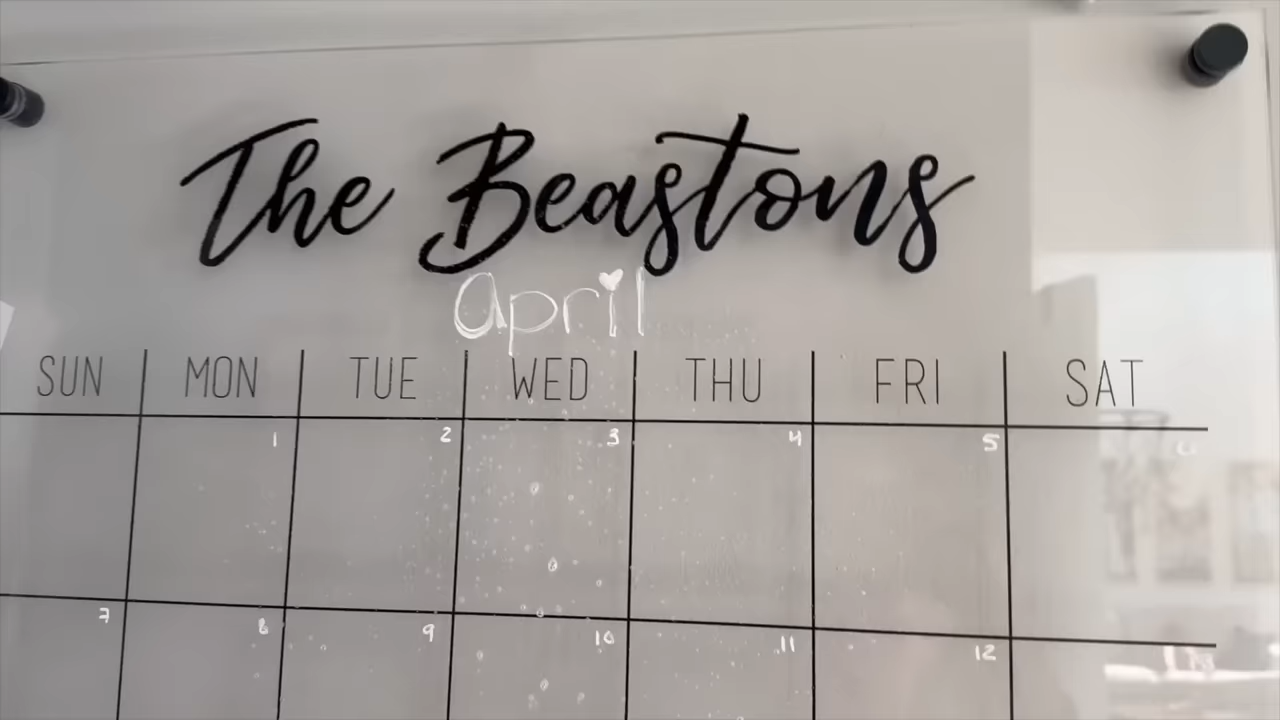 The Beastons
April
SUN MON TUE WED THU FRI SAT
1 2 3 4 5 6
7 8 9 10 11 12